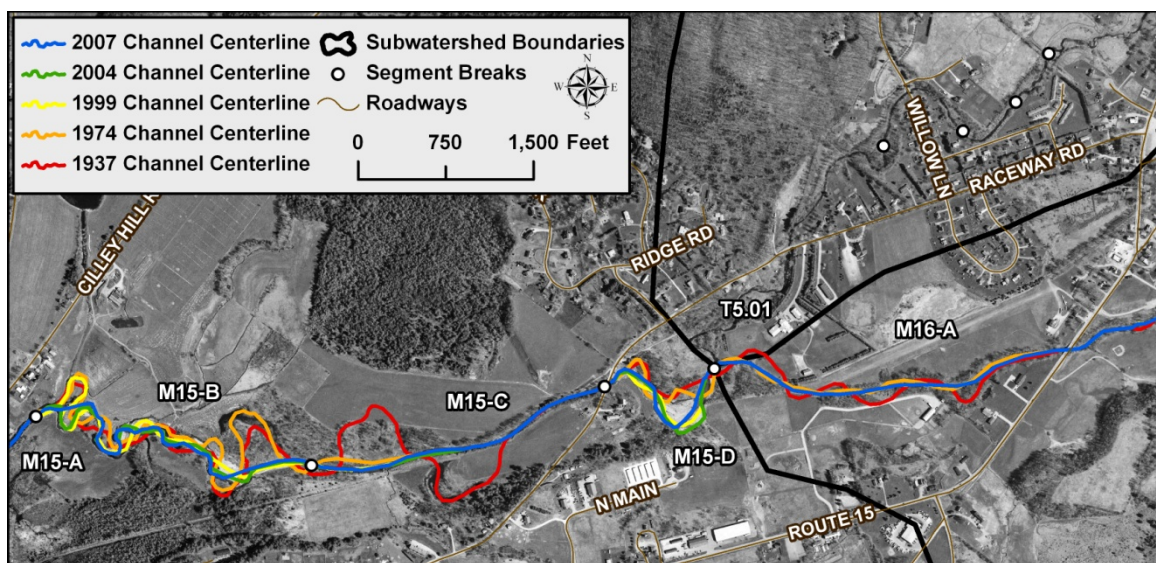 2007 Channel Centerline
2004 Channel Centerline
1999 Channel Centerline
1974 Channel Centerline
1937 Channel Centerline
Subwatershed Boundaries
Segment Breaks
Roadways
N
W E
S
0 750 1,500 Feet
CILLEY HILL R
WILLOW LN
RACEWAY RD
RIDGE RD
T5.01
M16-A
M15-B
M15-C
M15-A
M15-D
N MAIN
ROUTE 15